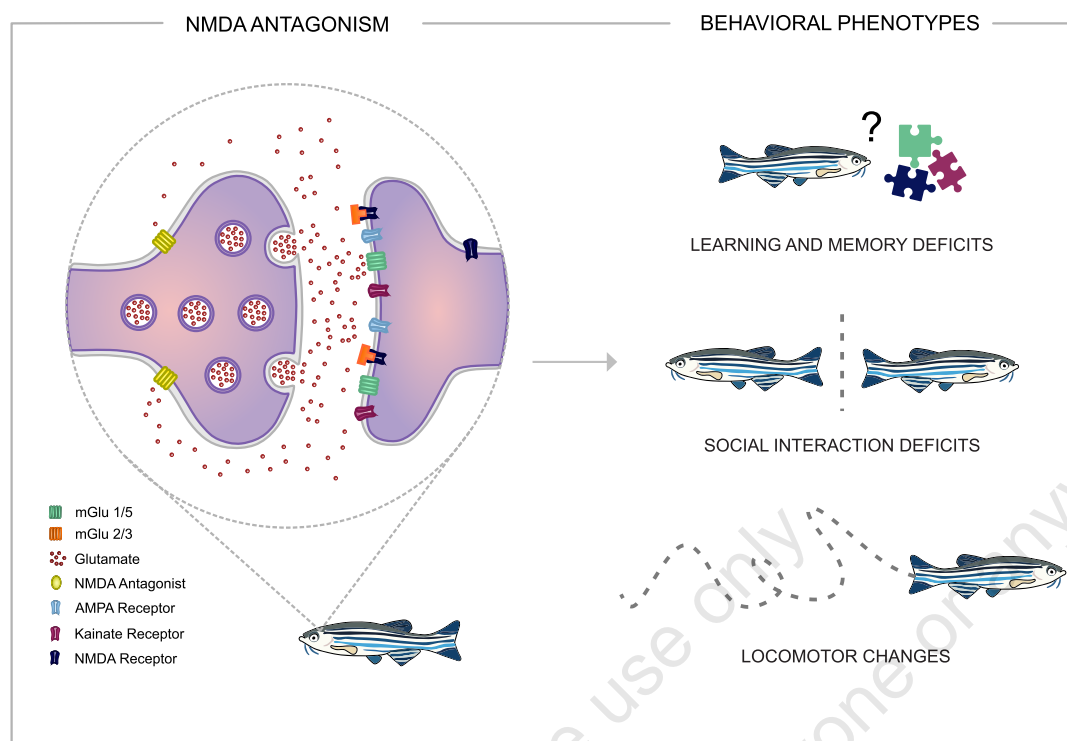 NMDA ANTAGONISM
BEHAVIORAL PHENOTYPES
?
LEARNING AND MEMORY DEFICITS
SOCIAL INTERACTION DEFICITS
mGlu 1/5
mGlu 2/3
Glutamate
NMDA Antagonist
AMPA Receptor
Kainate Receptor
NMDA Receptor
LOCOMOTOR CHANGES
use only